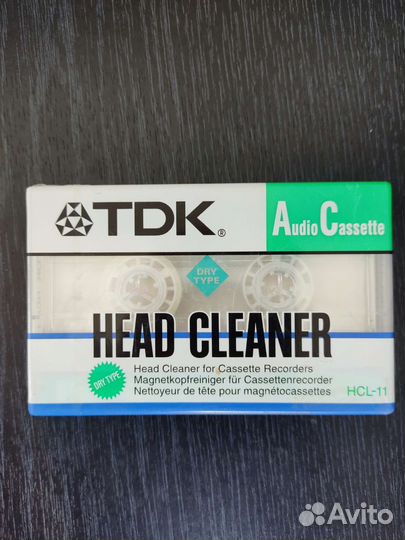 TDK®
Audio Cassette
DRY
TYPE
HEAD CLEANER
DRY TYPE
Head Cleaner for Cassette Recorders
Magnetkopfreiniger für Cassettenrecorder
Nettoyeur de tête pour magnétocassettes
HCL-11
Avito